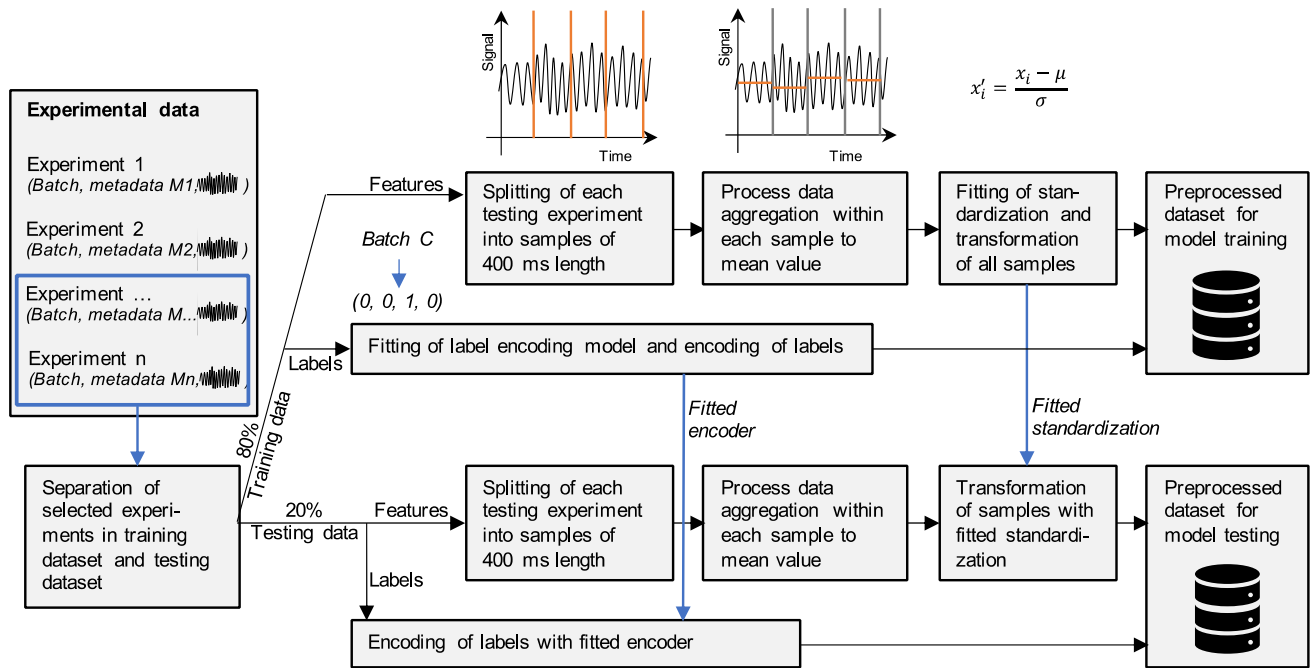 Signal
Time
Signal
Time
x′ᵢ = (xᵢ − μ) / σ
Experimental data
Experiment 1
(Batch, metadata M1, )
Experiment 2
(Batch, metadata M2, )
Experiment ...
(Batch, metadata M... )
Experiment n
(Batch, metadata Mn, )
Features
Splitting of each
testing experiment
into samples of
400 ms length
Process data
aggregation within
each sample to
mean value
Fitting of stan-
dardization and
transformation
of all samples
Preprocessed
dataset for
model training
Batch C
(0, 0, 1, 0)
Labels
Fitting of label encoding model and encoding of labels
80%
Training data
Fitted
encoder
Fitted
standardization
Separation of
selected experi-
ments in training
dataset and testing
dataset
20%
Testing data
Features
Splitting of each
testing experiment
into samples of
400 ms length
Process data
aggregation within
each sample to
mean value
Transformation
of samples with
fitted standardi-
zation
Preprocessed
dataset for
model testing
Labels
Encoding of labels with fitted encoder